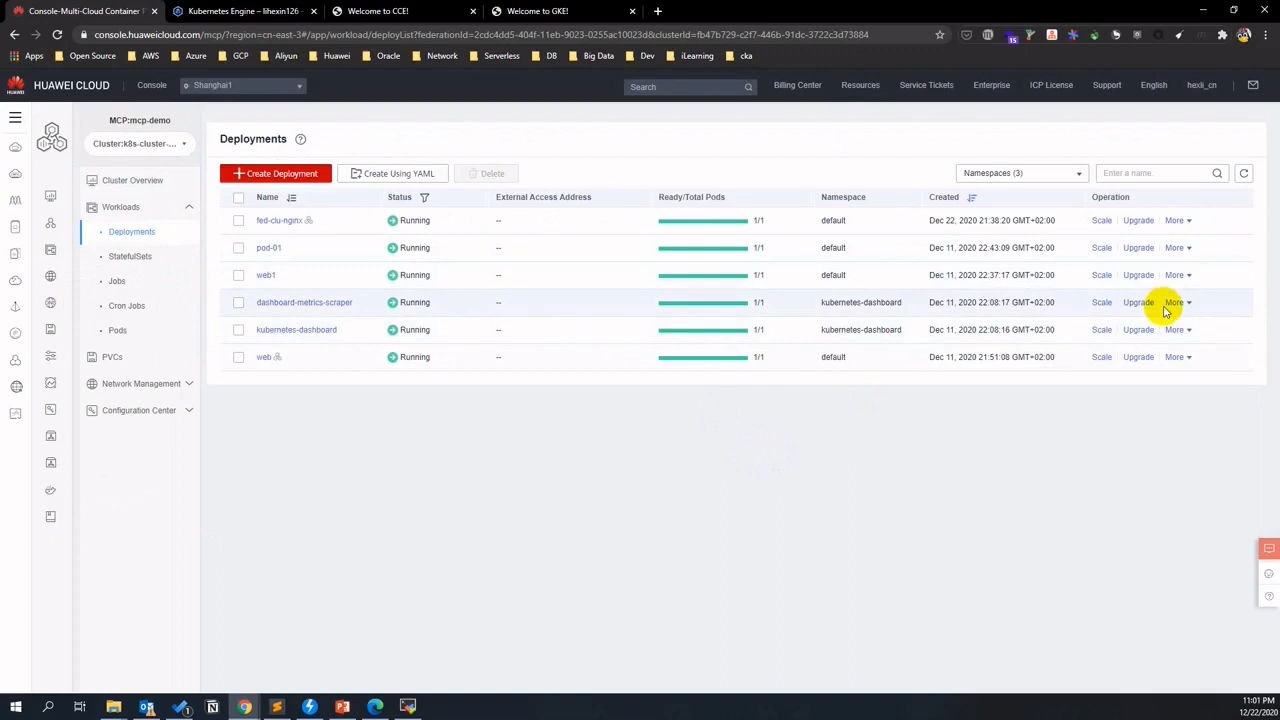 Console-Multi-Cloud Container P
Kubernetes Engine – lihexin126
Welcome to CCE!
Welcome to GKE!
console.huaweicloud.com/mcp/?region=cn-east-3#/app/workload/deployList?federationId=2cdc4dd5-404f-11eb-9023-0255ac10023d&clusterId=fb47b729-c2f7-446b-91dc-3722c3d73884
Apps
Open Source
AWS
Azure
GCP
Aliyun
Huawei
Oracle
Network
Serverless
DB
Big Data
Dev
iLearning
cka
HUAWEI
HUAWEI CLOUD
Console
Shanghai1
Search
Billing Center
Resources
Service Tickets
Enterprise
ICP License
Support
English
hexli_cn
MCP:mcp-demo
Cluster:k8s-cluster-...
Cluster Overview
Workloads
Deployments
StatefulSets
Jobs
Cron Jobs
Pods
PVCs
Network Management
Configuration Center
Deployments
Create Deployment
Create Using YAML
Delete
Namespaces (3)
Enter a name.
Name Status External Access Address Ready/Total Pods Namespace Created Operation
fed-clu-nginx Running -- 1/1 default Dec 22, 2020 21:38:20 GMT+02:00 Scale Upgrade More
pod-01 Running -- 1/1 default Dec 11, 2020 22:43:09 GMT+02:00 Scale Upgrade More
web1 Running -- 1/1 default Dec 11, 2020 22:37:17 GMT+02:00 Scale Upgrade More
dashboard-metrics-scraper Running -- 1/1 kubernetes-dashboard Dec 11, 2020 22:08:17 GMT+02:00 Scale Upgrade More
kubernetes-dashboard Running -- 1/1 kubernetes-dashboard Dec 11, 2020 22:08:16 GMT+02:00 Scale Upgrade More
web Running -- 1/1 default Dec 11, 2020 21:51:08 GMT+02:00 Scale Upgrade More
11:01 PM
12/22/2020